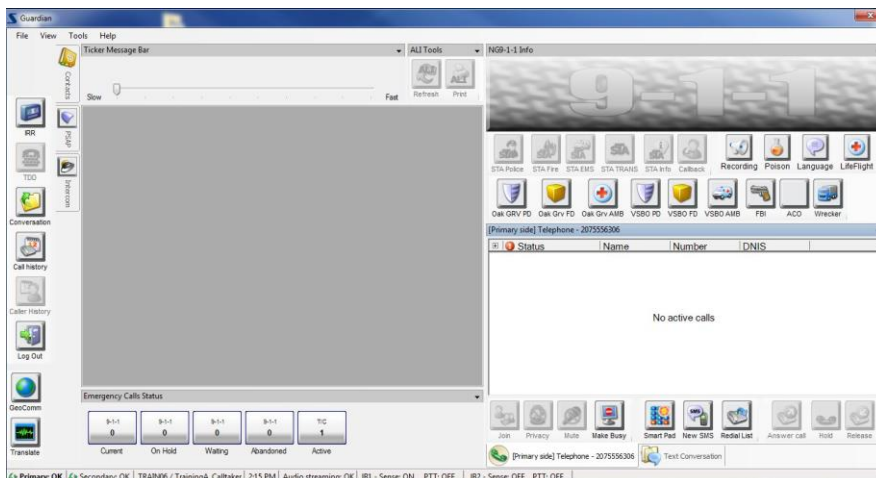 Guardian
File View Tools Help
Ticker Message Bar
ALI Tools
NG9-1-1 Info
Contacts
PSAP
Intercom
Slow
Fast
ALI
Refresh
ALI
Print
9-1-1
IRR
TDD
Conversation
Call history
Caller History
Log Out
GeoComm
Translate
STA Police STA Fire STA EMS STA TRANS STA Info Callback Recording Poison Language LifeFlight
Oak GRV PD Oak Grv FD Oak Grv AMB VSBO PD VSBO FD VSBO AMB FBI ACO Wrecker
[Primary side] Telephone - 2075556306
Status Name Number DNIS
No active calls
Emergency Calls Status
9-1-1 9-1-1 9-1-1 9-1-1 T/C
0 0 0 0 1
Current On Hold Waiting Abandoned Active
Join Privacy Mute Make Busy Smart Pad New SMS Redial List Answer call Hold Release
[Primary side] Telephone - 2075556306 Text Conversation
Primary: OK Secondary: OK TRAIN06 / TrainingA, Calltaker 2:15 PM Audio streaming: OK IR1 - Sense: ON PTT: OFF IR2 - Sense: OFF PTT: OFF